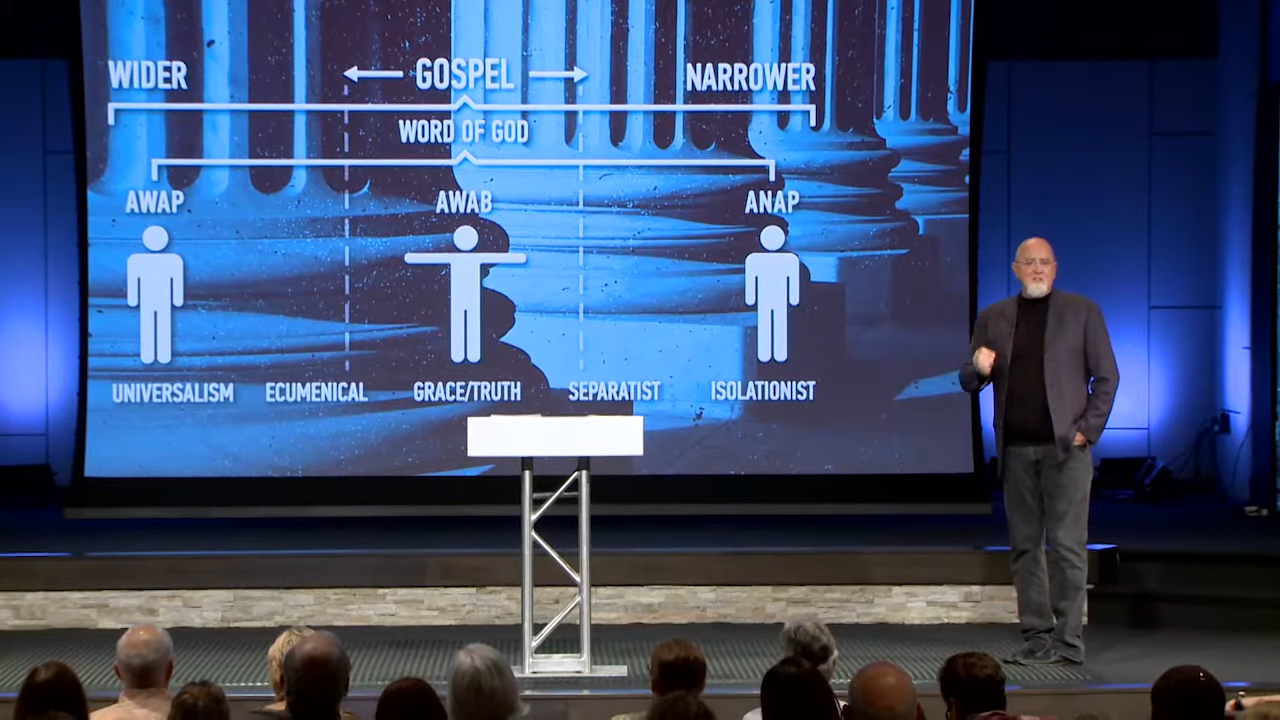 WIDER GOSPEL NARROWER
WORD OF GOD
AWAP AWAB ANAP
UNIVERSALISM ECUMENICAL GRACE/TRUTH SEPARATIST ISOLATIONIST